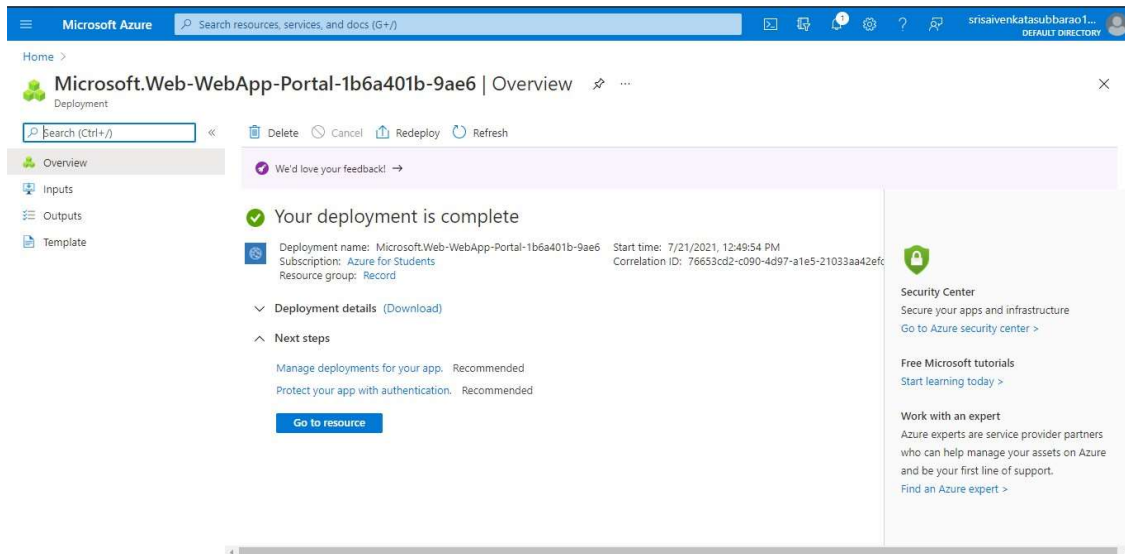 Microsoft Azure
Search resources, services, and docs (G+/)
1
srisaivenkatasubbarao1...
DEFAULT DIRECTORY
Home >
Microsoft.Web-WebApp-Portal-1b6a401b-9ae6 | Overview
Deployment
Search (Ctrl+/)
Delete Cancel Redeploy Refresh
Overview
Inputs
Outputs
Template
We'd love your feedback! →
Your deployment is complete
Deployment name: Microsoft.Web-WebApp-Portal-1b6a401b-9ae6 Start time: 7/21/2021, 12:49:54 PM
Subscription: Azure for Students Correlation ID: 76653cd2-c090-4d97-a1e5-21033aa42efc
Resource group: Record
Deployment details (Download)
Next steps
Manage deployments for your app. Recommended
Protect your app with authentication. Recommended
Go to resource
Security Center
Secure your apps and infrastructure
Go to Azure security center >
Free Microsoft tutorials
Start learning today >
Work with an expert
Azure experts are service provider partners
who can help manage your assets on Azure
and be your first line of support.
Find an Azure expert >